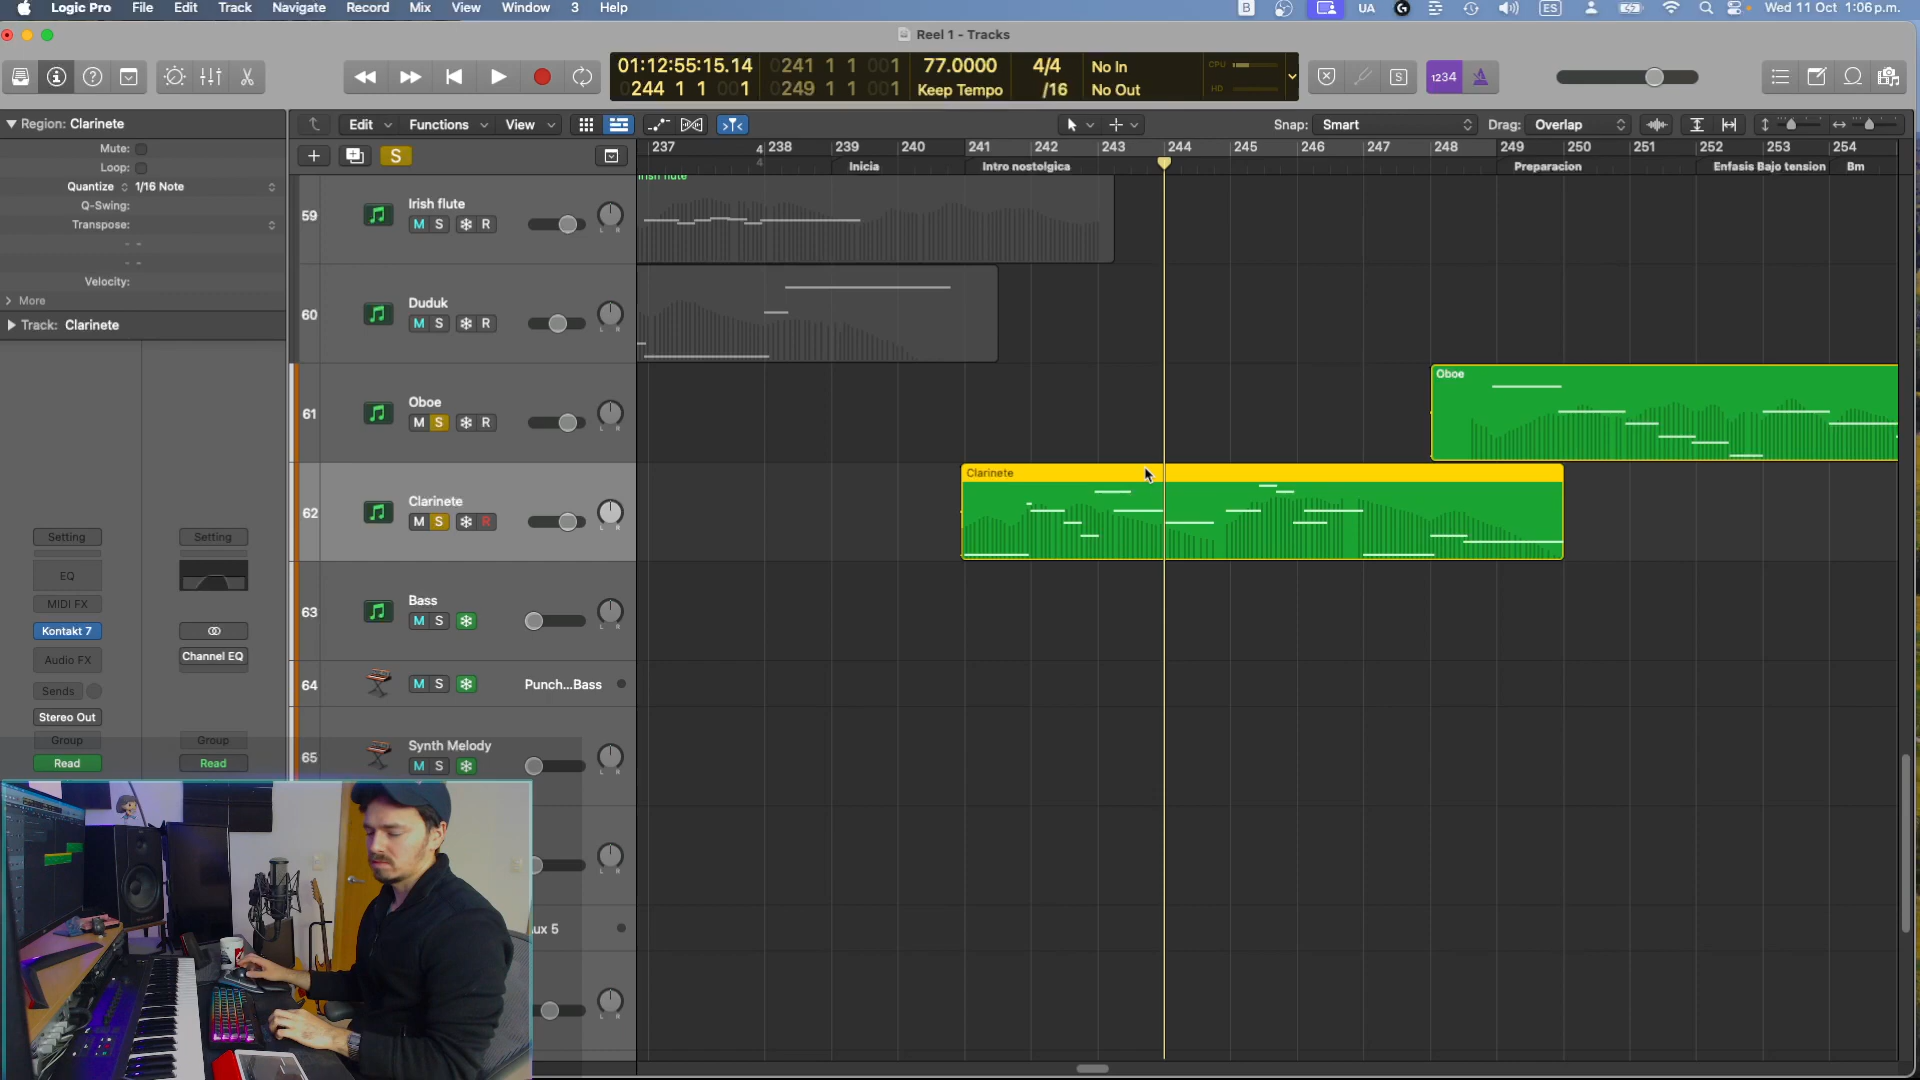 Logic Pro File Edit Track Navigate Record Mix View Window 3 Help
B UA ES Wed 11 Oct 1:06 p.m.
Reel 1 - Tracks
01:12:55:15.14 0241 1 1 001 77.0000 4/4 No In CPU
0244 1 1 001 0249 1 1 001 Keep Tempo /16 No Out HD
S 1234
Region: Clarinete
Edit Functions View
Snap: Smart Drag: Overlap
Mute:
Loop:
Quantize 1/16 Note
Q-Swing:
Transpose:
Velocity:
More
Track: Clarinete
S
237 4/4 238 239 240 241 242 243 244 245 246 247 248 249 250 251 252 253 254
Inicia Intro nostolgica Preparacion Enfasis Bajo tension Bm
59 Irish flute
M S R
L R
Irish flute
60 Duduk
M S R
L R
61 Oboe
M S R
L R
Oboe
62 Clarinete
M S R
L R
Clarinete
63 Bass
M S
L R
64 M S Punch...Bass
65 Synth Melody
M S
L R
L R
ux 5
L R
Setting Setting
EQ
MIDI FX
Kontakt 7
Audio FX Channel EQ
Sends
Stereo Out
Group Group
Read Read